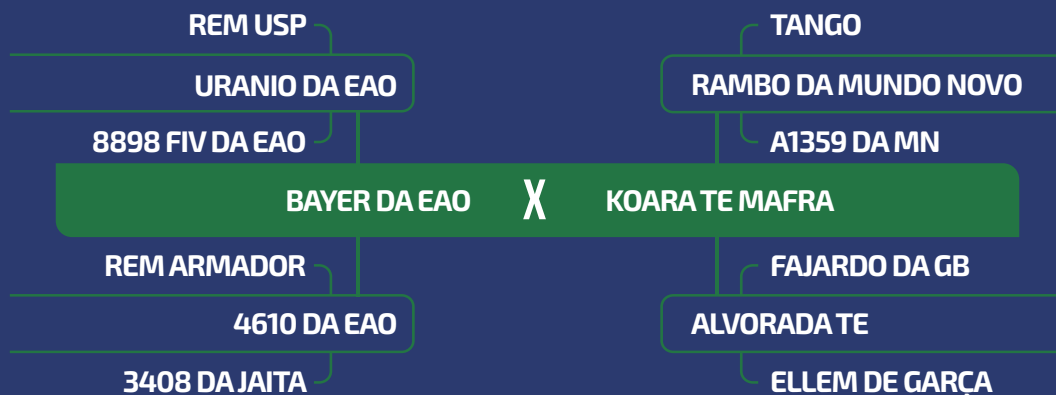 REM USP
TANGO
URANIO DA EAO
RAMBO DA MUNDO NOVO
8898 FIV DA EAO
A1359 DA MN
BAYER DA EAO X KOARA TE MAFRA
REM ARMADOR
FAJARDO DA GB
4610 DA EAO
ALVORADA TE
3408 DA JAITA
ELLEM DE GARÇA